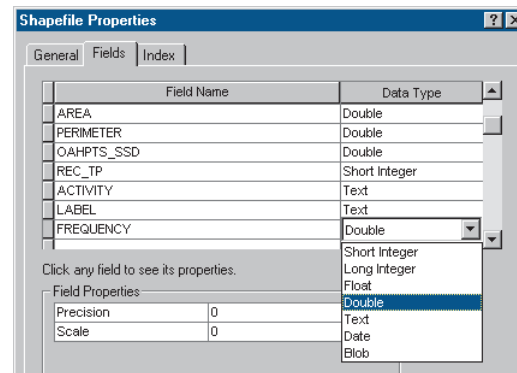 Shapefile Properties
General Fields Index
Field Name Data Type
AREA Double
PERIMETER Double
OAHPTS_SSD Double
REC_TP Short Integer
ACTIVITY Text
LABEL Text
FREQUENCY Double
Short Integer
Click any field to see its properties. Long Integer
Field Properties Float
Double
Precision 0 Text
Scale 0 Date
Blob